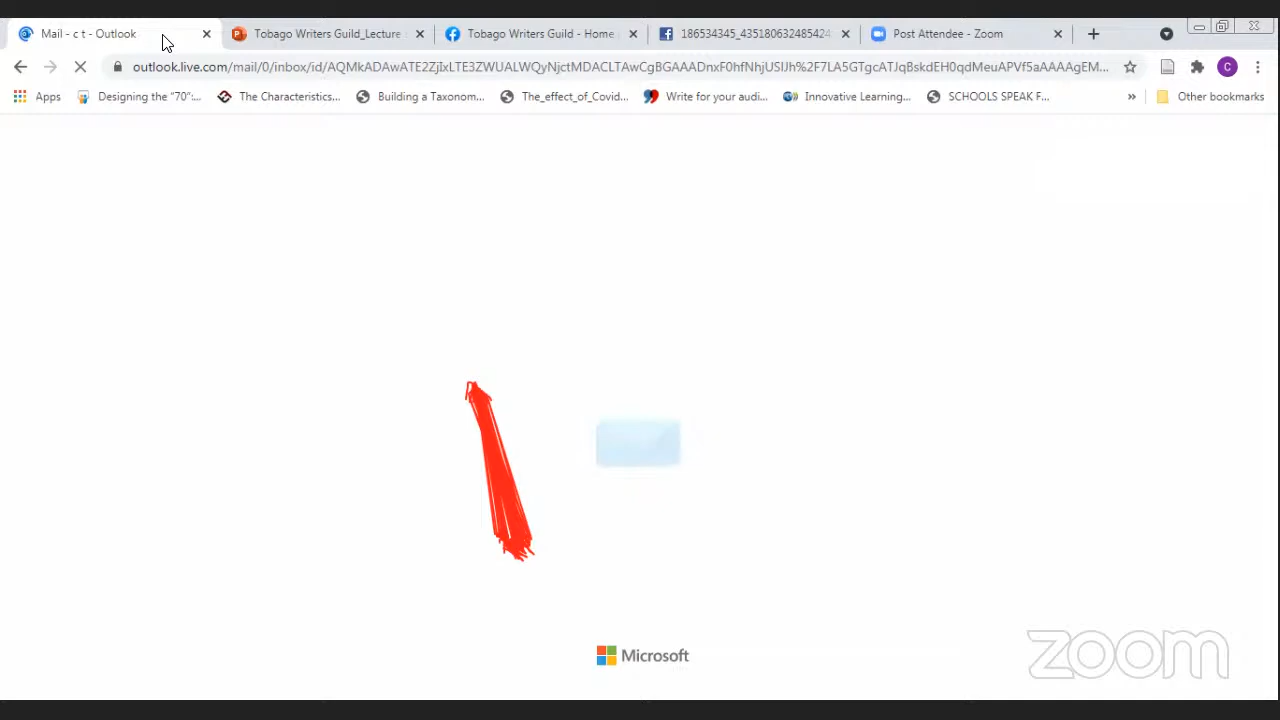 Mail - c t - Outlook
Tobago Writers Guild_Lecture
Tobago Writers Guild - Home
186534345_435180632485424
Post Attendee - Zoom
outlook.live.com/mail/0/inbox/id/AQMkADAwATE2ZjIxLTE3ZWUALWQyNjctMDACLTAwCgBGAAADnxF0hfNhjUSIJh%2F7LA5GTgcATJqBskdEH0qdMeuAPVf5aAAAAgEM...
C
Apps
Designing the "70":...
The Characteristics...
Building a Taxonom...
The_effect_of_Covid...
Write for your audi...
Innovative Learning...
SCHOOLS SPEAK F...
Other bookmarks
Microsoft
zoom